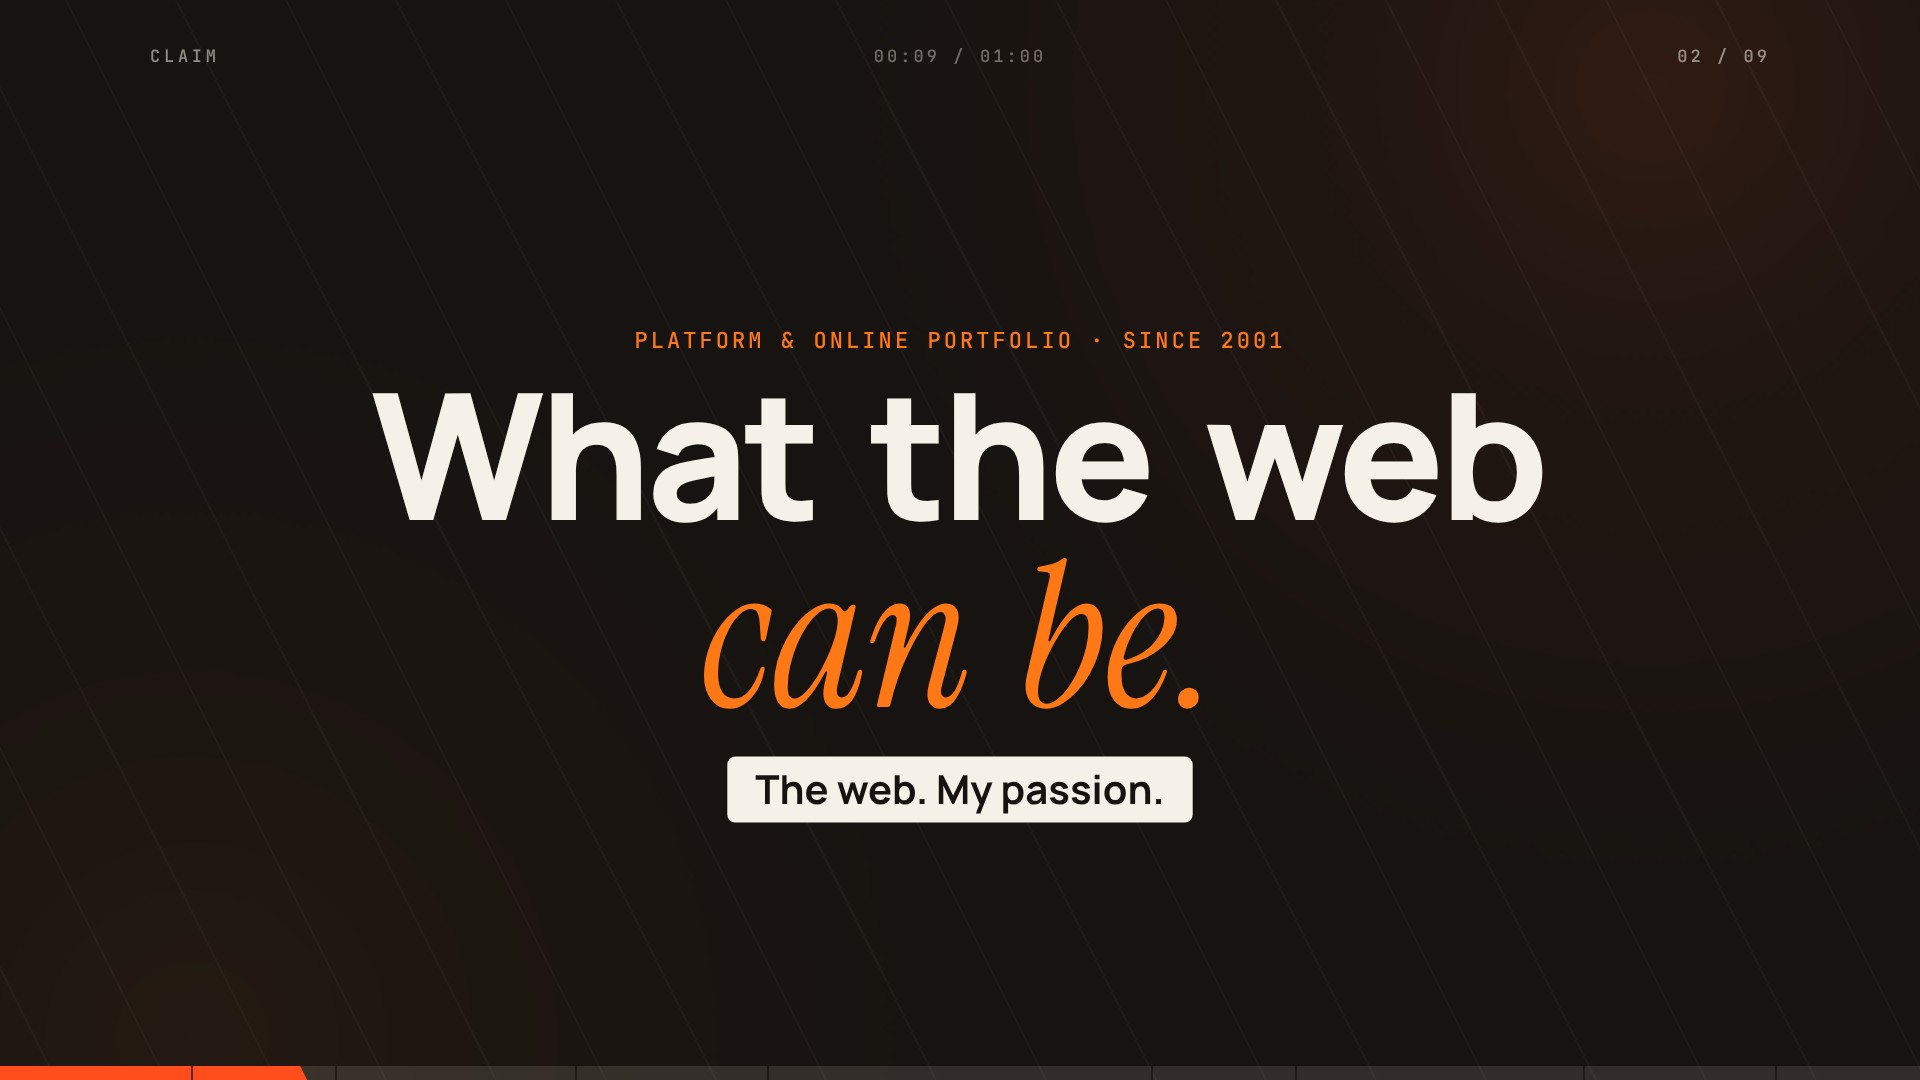 CLAIM
00:09 / 01:00
02 / 09
PLATFORM & ONLINE PORTFOLIO · SINCE 2001
What the web
can be.
The web. My passion.